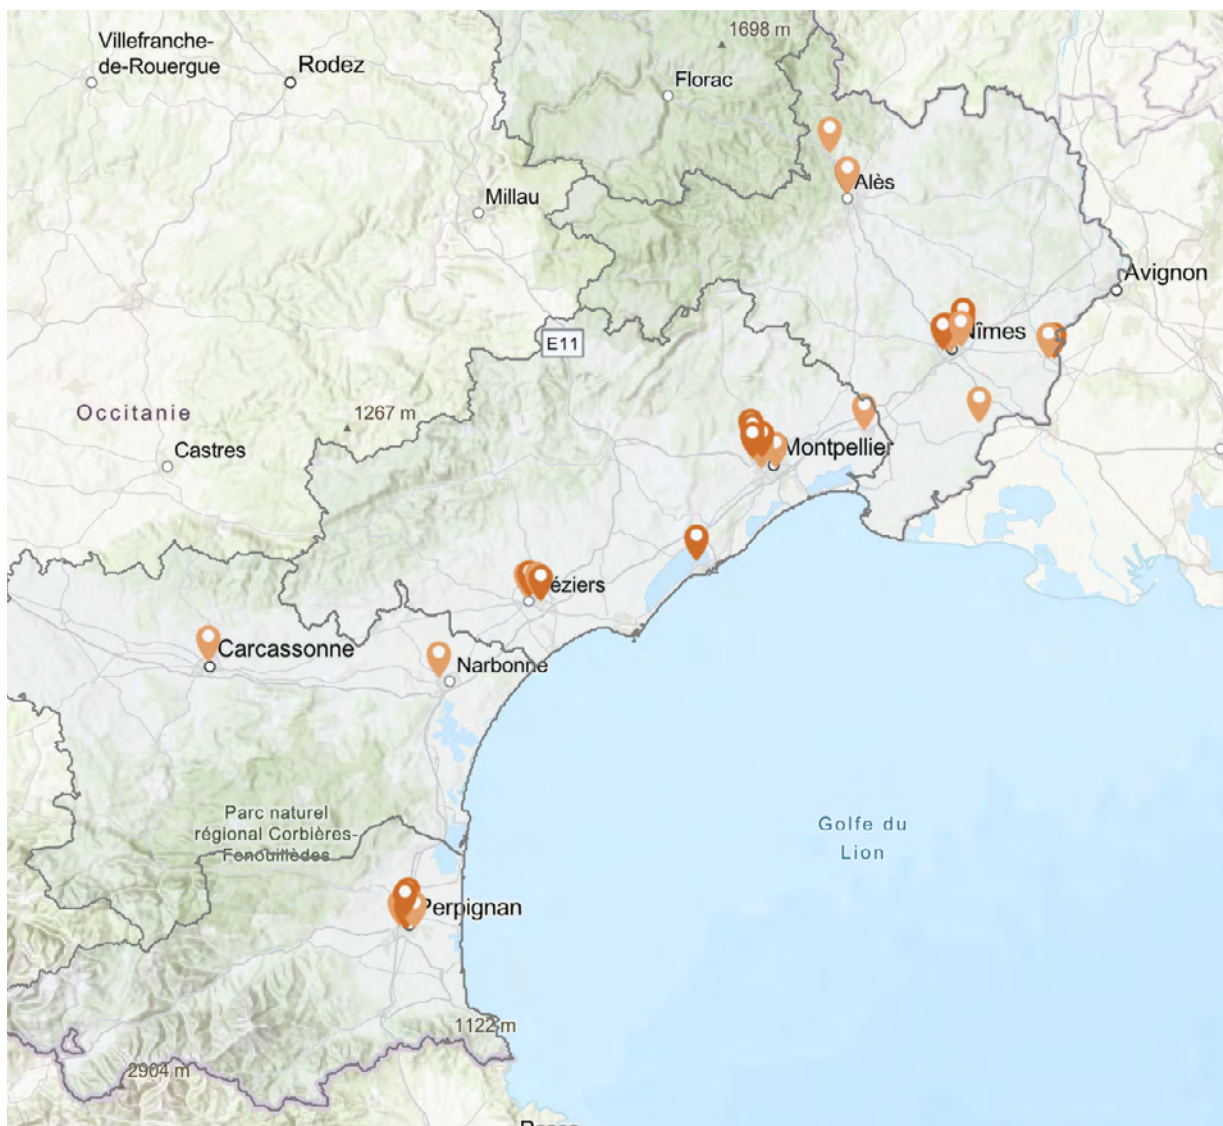 1698 m
Villefranche-
de-Rouergue
Rodez
Florac
Alès
Millau
Avignon
Nîmes
E11
Occitanie
1267 m
Castres
Montpellier
éziers
Carcassonne
Narbonne
Parc naturel
régional Corbières-
Fenouillèdes
Golfe du
Lion
Perpignan
1122 m
2904 m